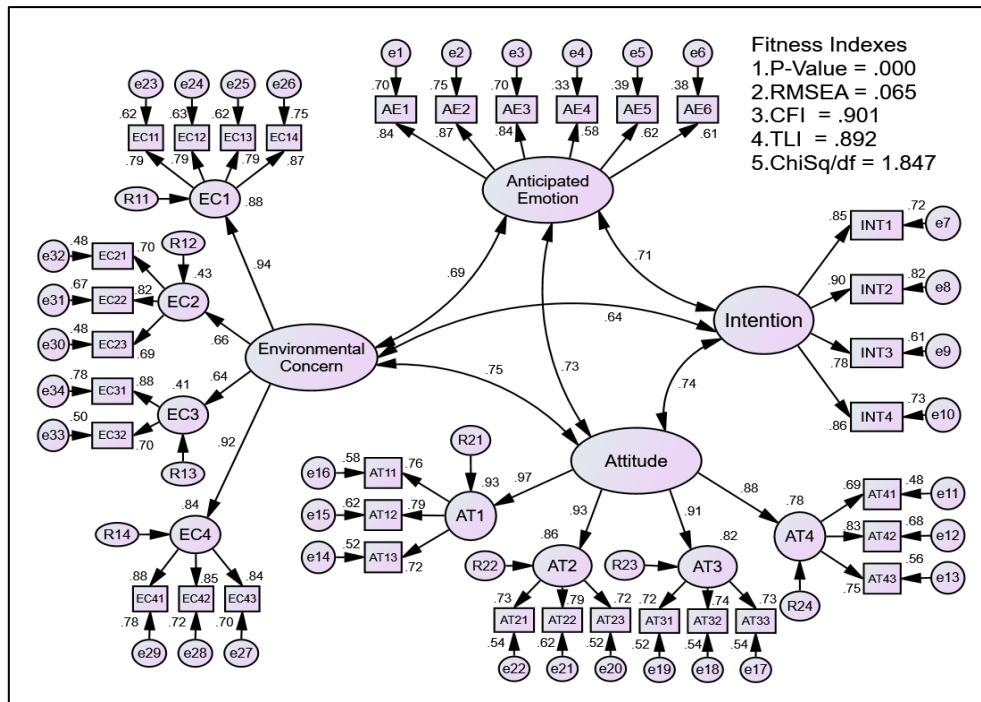 Fitness Indexes
1.P-Value = .000
2.RMSEA = .065
3.CFI = .901
4.TLI = .892
5.ChiSq/df = 1.847
e1 e2 e3 e4 e5 e6
.70 .75 .70 .33 .39 .38
AE1 AE2 AE3 AE4 AE5 AE6
.84 .87 .84 .58 .62 .61
Anticipated
Emotion
e23 e24 e25 e26
.62 .63 .62 .75
EC11 EC12 EC13 EC14
.79 .79 .79 .87
R11 EC1 .88
.94
R12
e32 .48 EC21 .70
e31 .67 EC22 .82 EC2 .43
e30 .48 EC23 .69
.66
e34 .78 EC31 .88 .41
EC3 .64
e33 .50 EC32 .70
R13
.92
Environmental
Concern
.69
.71
.64
.73
.75
.74
.85 INT1 .72 e7
.90 INT2 .82 e8
Intention
.78 INT3 .61 e9
.86 INT4 .73 e10
.84
R14 EC4
.88 .85 .84
EC41 EC42 EC43
.78 .72 .70
e29 e28 e27
Attitude
R21
e16 .58 AT11 .76 .93 .97
e15 .62 AT12 .79 AT1
e14 .52 AT13 .72
.93 .91 .88
.86 .82 .78
R22 AT2 R23 AT3
.73 .79 .72 .72 .74 .73
AT21 AT22 AT23 AT31 AT32 AT33
.54 .62 .52 .52 .54 .54
e22 e21 e20 e19 e18 e17
AT4
.69 AT41 .48 e11
.83 AT42 .68 e12
.75 AT43 .56 e13
R24